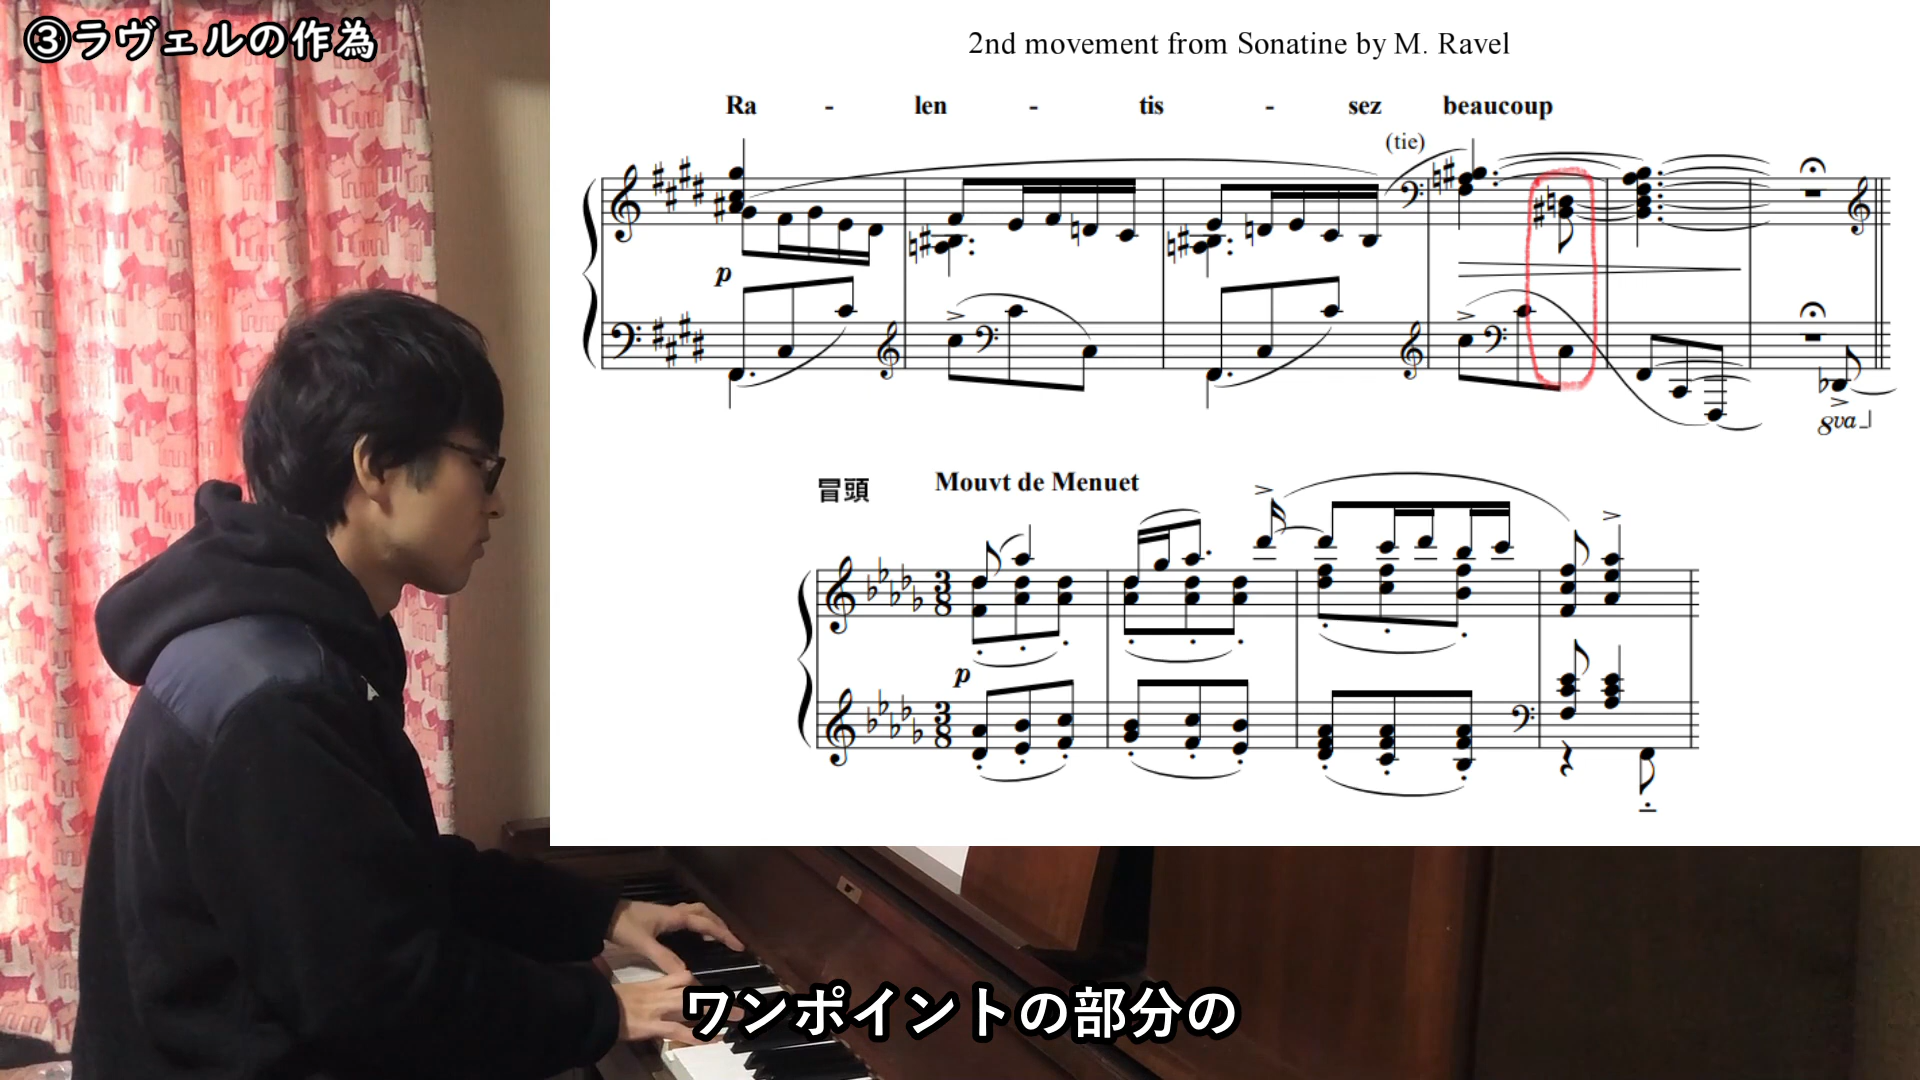 ③ラヴェルの作為
2nd movement from Sonatine by M. Ravel
Ra - len - tis - sez beaucoup
(tie)
p
8va
冒頭 Mouvt de Menuet
3 8
p
3 8
ワンポイントの部分の